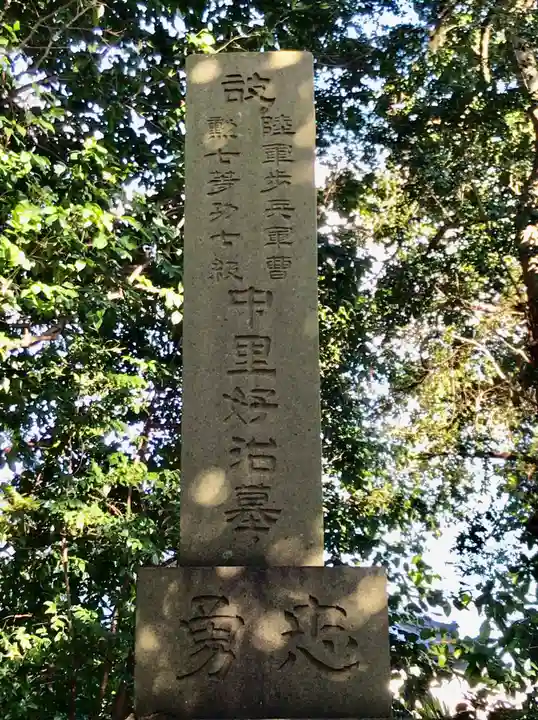 故
陸軍歩兵軍曹
勲七等功七級
中里好治墓
忠勇